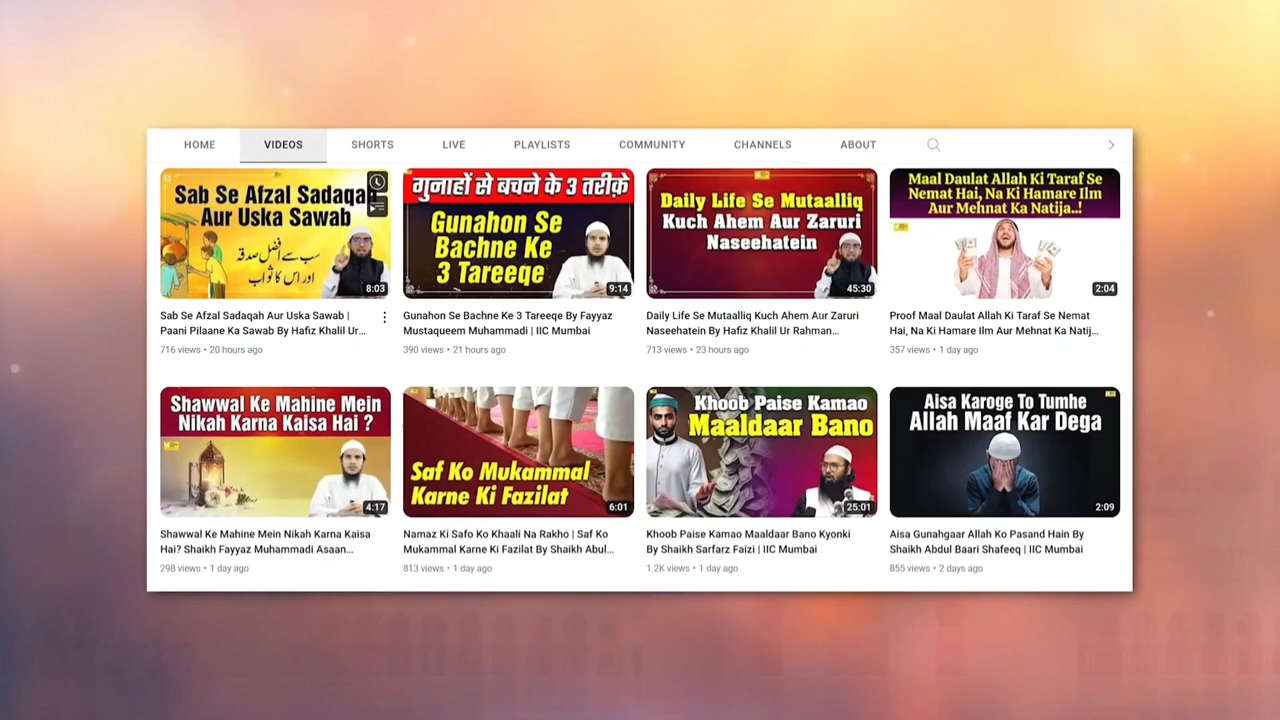 HOME VIDEOS SHORTS LIVE PLAYLISTS COMMUNITY CHANNELS ABOUT
Sab Se Afzal Sadaqah
Aur Uska Sawab
سب سے افضل صدقہ
اور اس کا ثواب
8:03
Sab Se Afzal Sadaqah Aur Uska Sawab |
Paani Pilaane Ka Sawab By Hafiz Khalil Ur...
716 views • 20 hours ago
गुनाहों से बचने के 3 तरीक़े
Gunahon Se
Bachne Ke
3 Tareeqe
9:14
Gunahon Se Bachne Ke 3 Tareeqe By Fayyaz
Mustaqueem Muhammadi | IIC Mumbai
390 views • 21 hours ago
Daily Life Se Mutaalliq
Kuch Ahem Aur Zaruri
Naseehatein
45:30
Daily Life Se Mutaalliq Kuch Ahem Aur Zaruri
Naseehatein By Hafiz Khalil Ur Rahman...
713 views • 23 hours ago
Maal Daulat Allah Ki Taraf Se
Nemat Hai, Na Ki Hamare Ilm
Aur Mehnat Ka Natija..!
2:04
Proof Maal Daulat Allah Ki Taraf Se Nemat
Hai, Na Ki Hamare Ilm Aur Mehnat Ka Natij...
357 views • 1 day ago
Shawwal Ke Mahine Mein
Nikah Karna Kaisa Hai ?
4:17
Shawwal Ke Mahine Mein Nikah Karna Kaisa
Hai? Shaikh Fayyaz Muhammadi Asaan...
298 views • 1 day ago
Saf Ko Mukammal
Karne Ki Fazilat
6:01
Namaz Ki Safo Ko Khaali Na Rakho | Saf Ko
Mukammal Karne Ki Fazilat By Shaikh Abul...
813 views • 1 day ago
Khoob Paise Kamao
Maaldaar Bano
25:01
Khoob Paise Kamao Maaldaar Bano Kyonki
By Shaikh Sarfarz Faizi | IIC Mumbai
1.2K views • 1 day ago
Aisa Karoge To Tumhe
Allah Maaf Kar Dega
2:09
Aisa Gunahgaar Allah Ko Pasand Hain By
Shaikh Abdul Baari Shafeeq | IIC Mumbai
855 views • 2 days ago